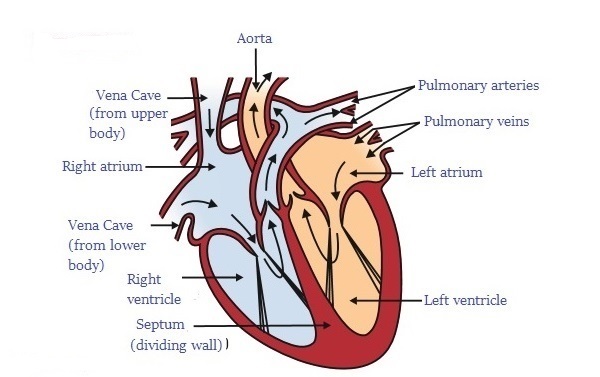 Aorta
Vena Cave
(from upper
body)
Pulmonary arteries
Pulmonary veins
Right atrium
Left atrium
Vena Cave
(from lower
body)
Right
ventricle
Left ventricle
Septum
(dividing wall))